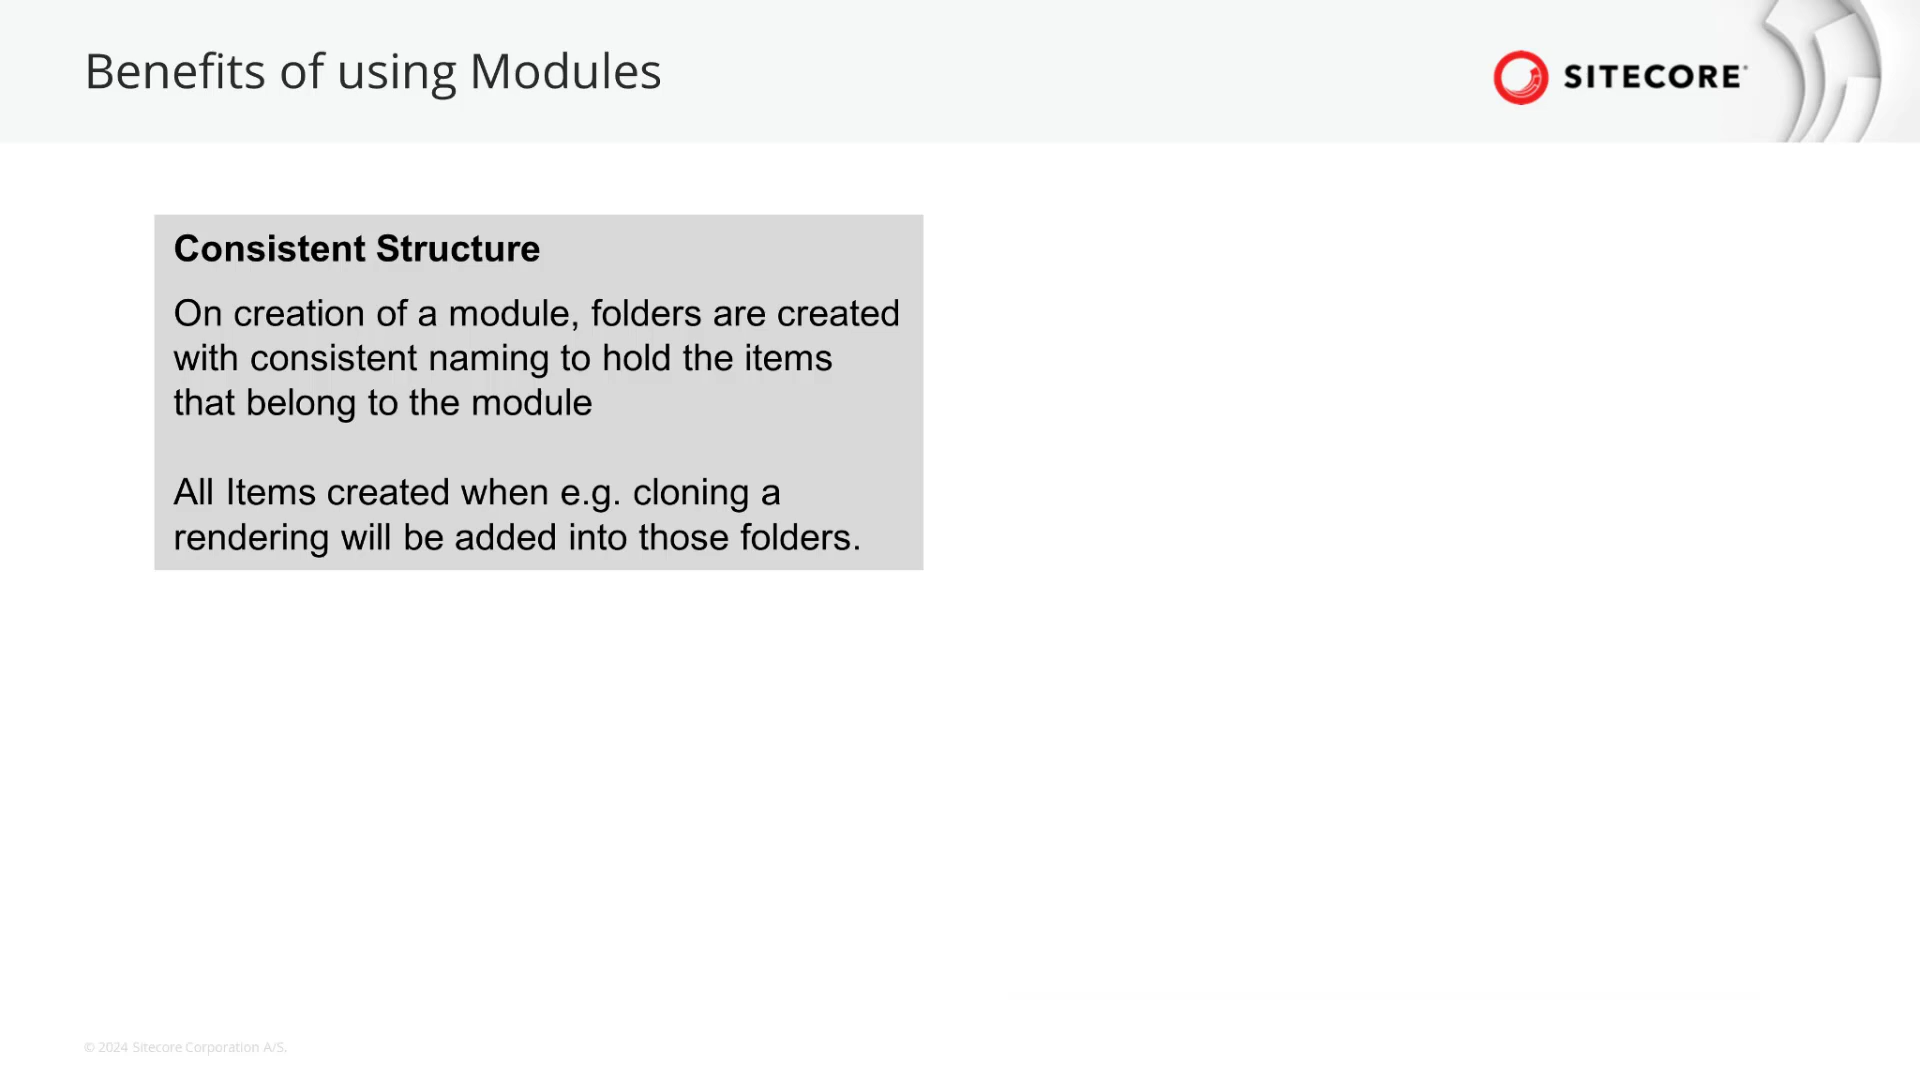 Benefits of using Modules
SITECORE
Consistent Structure
On creation of a module, folders are created
with consistent naming to hold the items
that belong to the module
All Items created when e.g. cloning a
rendering will be added into those folders.
© 2024 Sitecore Corporation A/S.